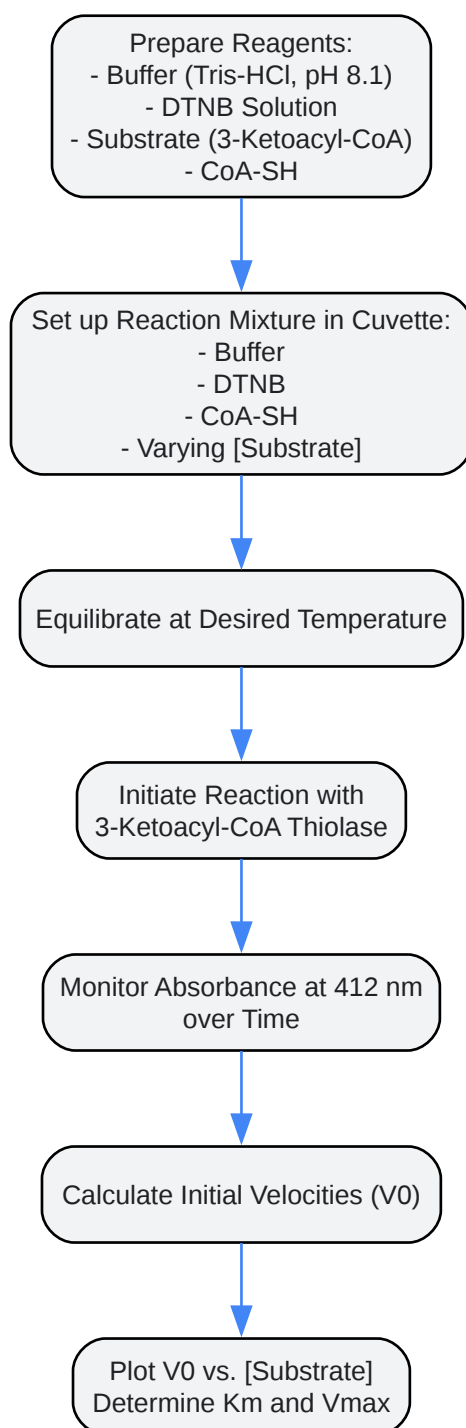 Prepare Reagents:
- Buffer (Tris-HCl, pH 8.1)
- DTNB Solution
- Substrate (3-Ketoacyl-CoA)
- CoA-SH
Set up Reaction Mixture in Cuvette:
- Buffer
- DTNB
- CoA-SH
- Varying [Substrate]
Equilibrate at Desired Temperature
Initiate Reaction with
3-Ketoacyl-CoA Thiolase
Monitor Absorbance at 412 nm
over Time
Calculate Initial Velocities (V0)
Plot V0 vs. [Substrate]
Determine Km and Vmax